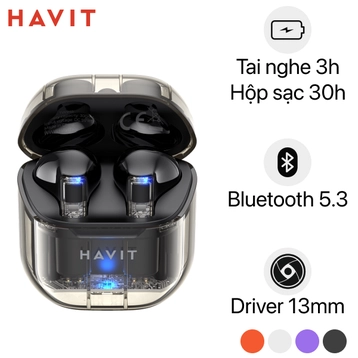 HAVIT
Tai nghe 3h
Hộp sạc 30h
Bluetooth 5.3
HAVIT
Driver 13mm